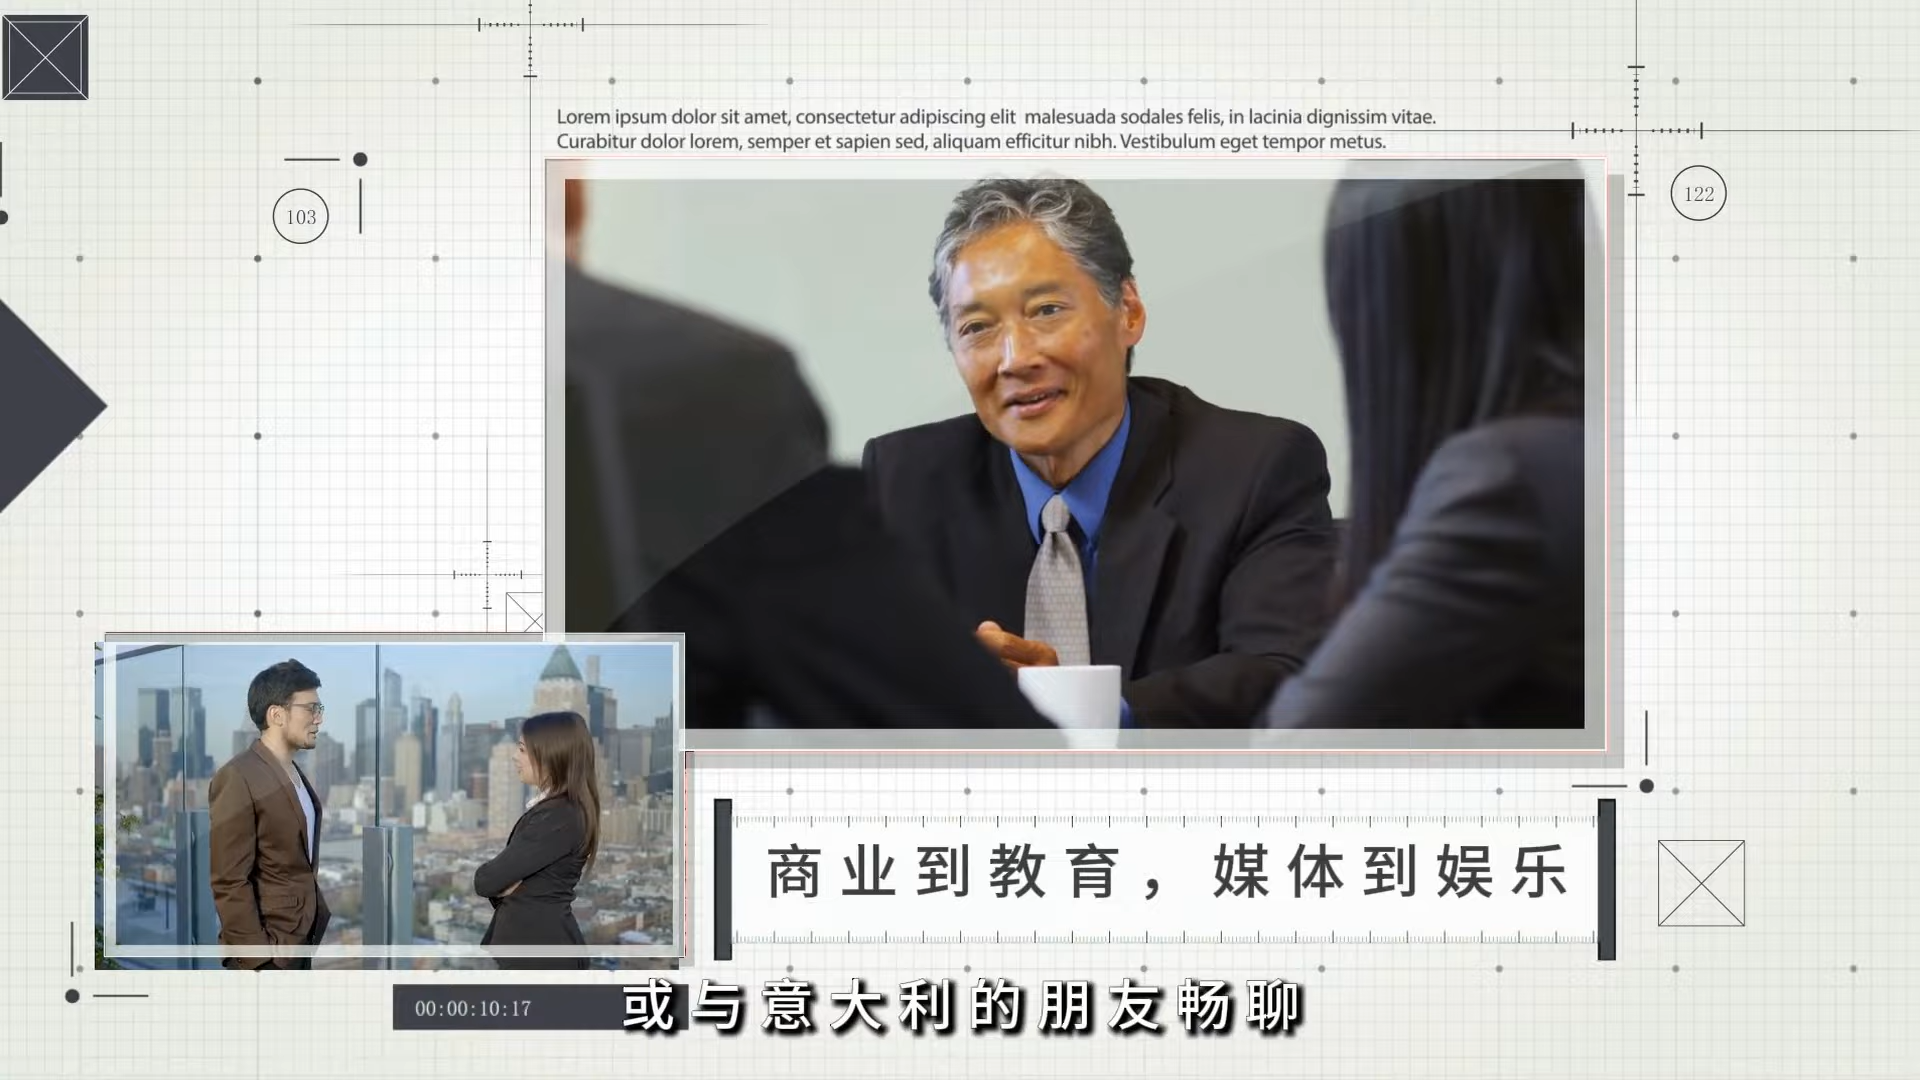 Lorem ipsum dolor sit amet, consectetur adipiscing elit malesuada sodales felis, in lacinia dignissim vitae.
Curabitur dolor lorem, semper et sapien sed, aliquam efficitur nibh. Vestibulum eget tempor metus.
103
122
商业到教育，媒体到娱乐
00:00:10:17
或与意大利的朋友畅聊